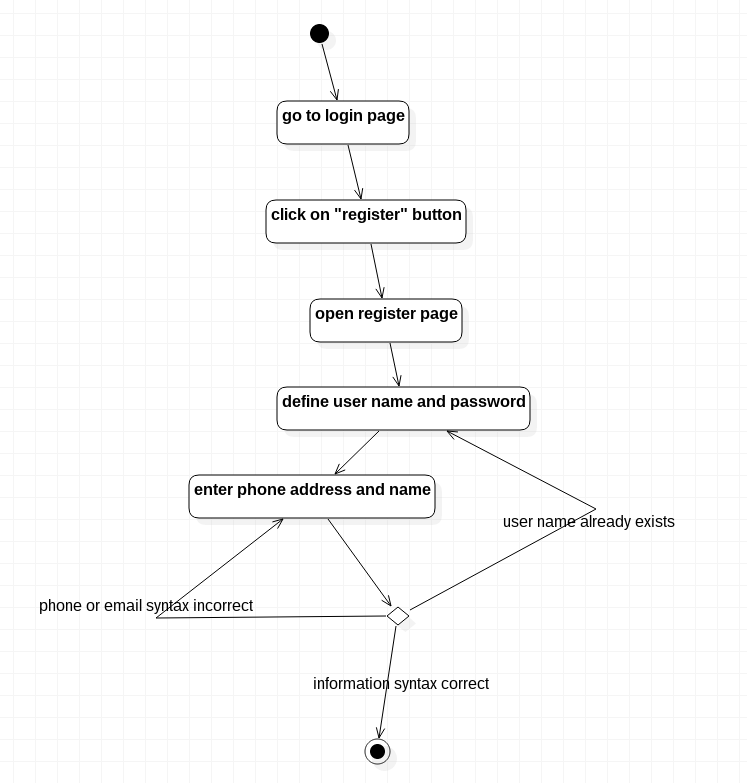 go to login page
click on "register" button
open register page
define user name and password
enter phone address and name
user name already exists
phone or email syntax incorrect
information syntax correct